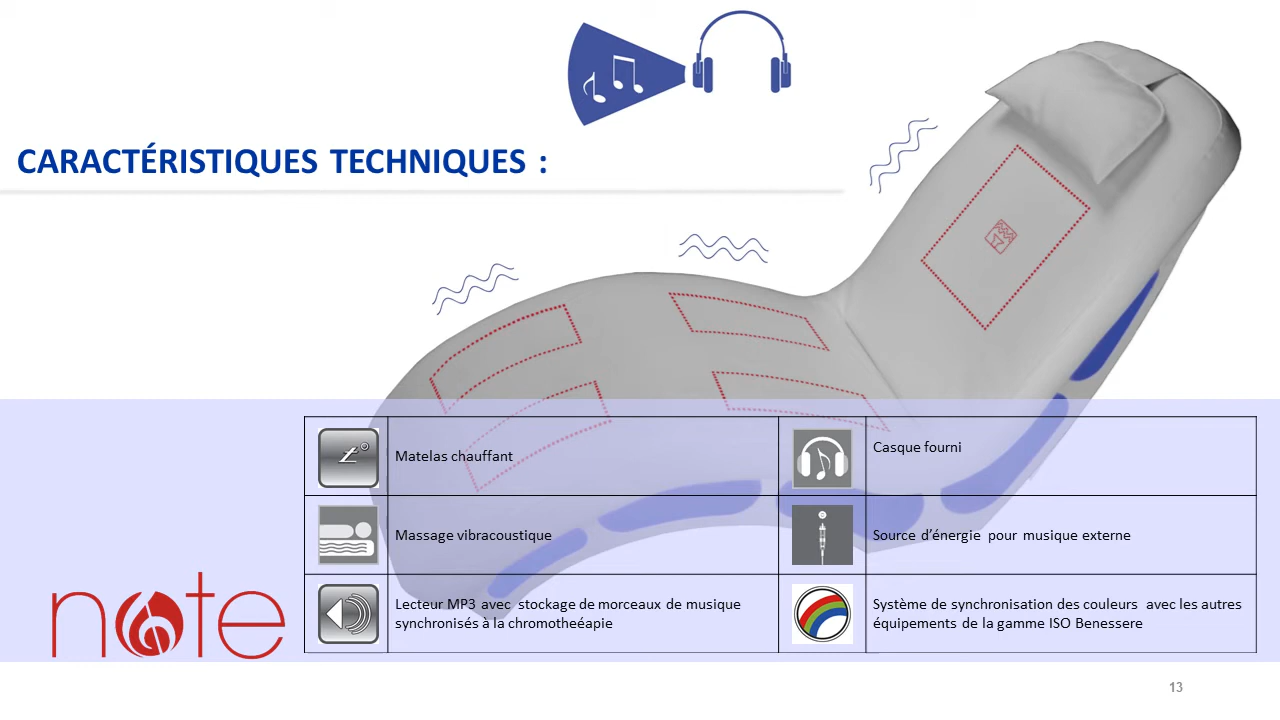 CARACTÉRISTIQUES TECHNIQUES :
Matelas chauffant
Casque fourni
Massage vibracoustique
Source d'énergie pour musique externe
Lecteur MP3 avec stockage de morceaux de musique
synchronisés à la chromotheéapie
Système de synchronisation des couleurs avec les autres
équipements de la gamme ISO Benessere
note
13